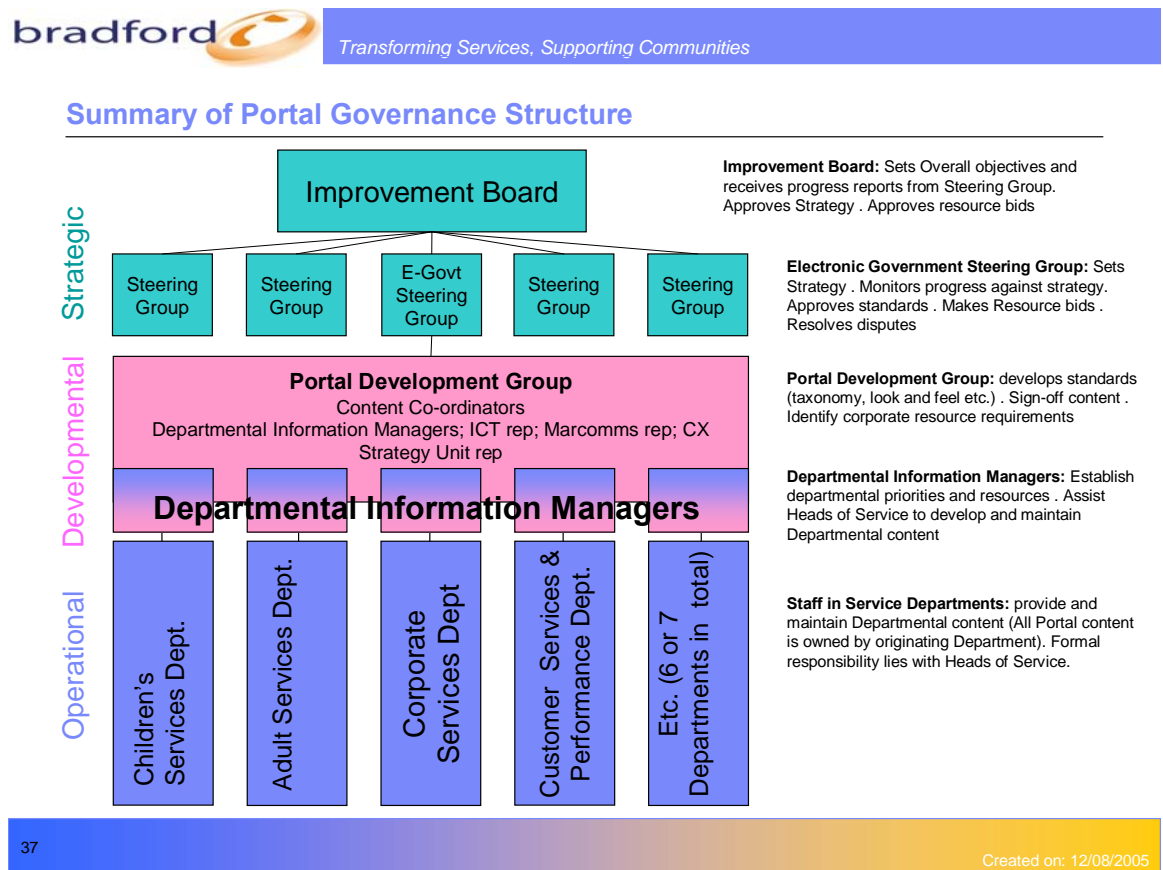 bradford
Transforming Services, Supporting Communities
Summary of Portal Governance Structure
Strategic
Improvement Board
Steering
Group
Steering
Group
E-Govt
Steering
Group
Steering
Group
Steering
Group
Developmental
Portal Development Group
Content Co-ordinators
Departmental Information Managers; ICT rep; Marcomms rep; CX
Strategy Unit rep
Departmental Information Managers
Operational
Children's
Services Dept.
Adult Services Dept.
Corporate
Services Dept
Customer Services &
Performance Dept.
Etc. (6 or 7
Departments in total)
Improvement Board: Sets Overall objectives and
receives progress reports from Steering Group.
Approves Strategy . Approves resource bids
Electronic Government Steering Group: Sets
Strategy . Monitors progress against strategy.
Approves standards . Makes Resource bids .
Resolves disputes
Portal Development Group: develops standards
(taxonomy, look and feel etc.) . Sign-off content .
Identify corporate resource requirements
Departmental Information Managers: Establish
departmental priorities and resources . Assist
Heads of Service to develop and maintain
Departmental content
Staff in Service Departments: provide and
maintain Departmental content (All Portal content
is owned by originating Department). Formal
responsibility lies with Heads of Service.
37
Created on: 12/08/2005